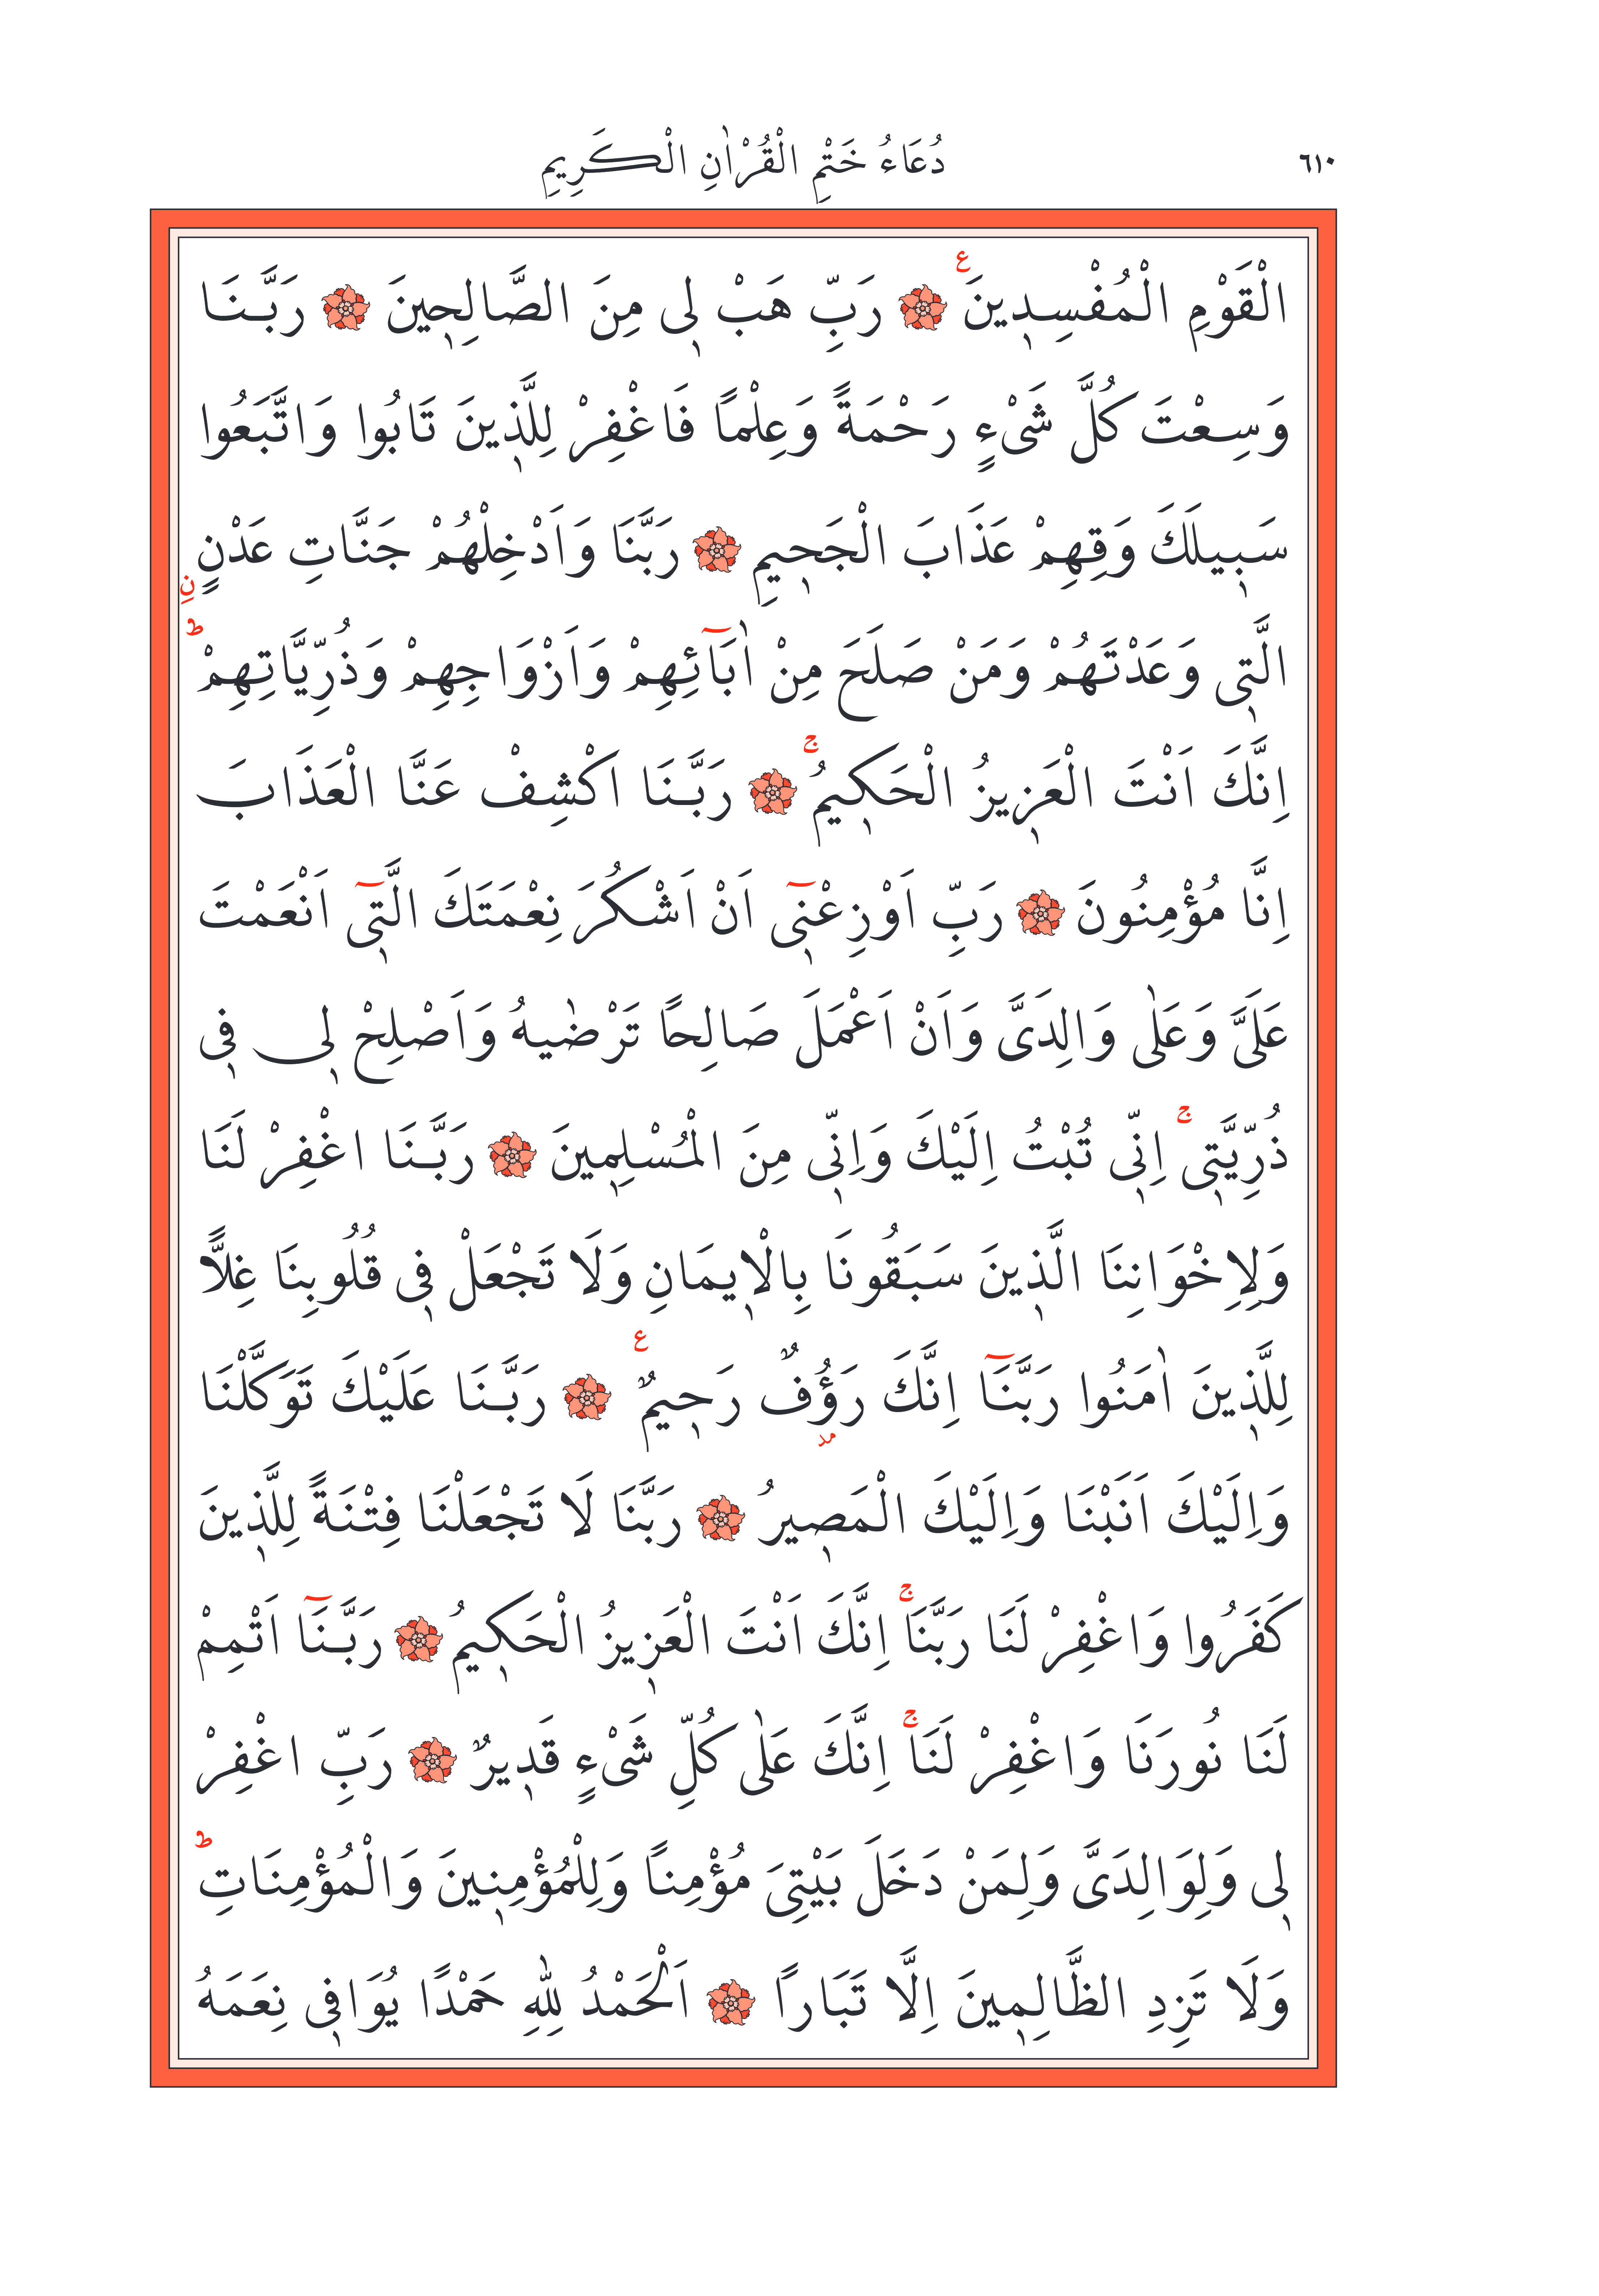 ٦١٠
دُعَاءُ خَتْمِ الْقُرْاٰنِ الْكَرِيمِ
الْقَوْمِ الْمُفْسِدٖينَۚ ۝ رَبِّ هَبْ لٖى مِنَ الصَّالِحٖينَ ۝ رَبَّنَا
وَسِعْتَ كُلَّ شَىْءٍ رَحْمَةً وَعِلْمًا فَاغْفِرْ لِلَّذٖينَ تَابُوا وَاتَّبَعُوا
سَبٖيلَكَ وَقِهِمْ عَذَابَ الْجَحٖيمِ ۝ رَبَّنَا وَاَدْخِلْهُمْ جَنَّاتِ عَدْنٍ نِ
الَّتٖى وَعَدْتَهُمْ وَمَنْ صَلَحَ مِنْ اٰبَٓائِهِمْ وَاَزْوَاجِهِمْ وَذُرِّيَّاتِهِمْؕ
اِنَّكَ اَنْتَ الْعَزٖيزُ الْحَكٖيمُۚ ۝ رَبَّنَا اكْشِفْ عَنَّا الْعَذَابَ
اِنَّا مُؤْمِنُونَ ۝ رَبِّ اَوْزِعْنٖٓى اَنْ اَشْكُرَ نِعْمَتَكَ الَّتٖٓى اَنْعَمْتَ
عَلَىَّ وَعَلٰى وَالِدَىَّ وَاَنْ اَعْمَلَ صَالِحًا تَرْضٰيهُ وَاَصْلِحْ لٖى فٖى
ذُرِّيَّتٖىۚ اِنّٖى تُبْتُ اِلَيْكَ وَاِنّٖى مِنَ الْمُسْلِمٖينَ ۝ رَبَّنَا اغْفِرْ لَنَا
وَلِاِخْوَانِنَا الَّذٖينَ سَبَقُونَا بِالْاٖيمَانِ وَلَا تَجْعَلْ فٖى قُلُوبِنَا غِلًّا
لِلَّذٖينَ اٰمَنُوا رَبَّنَٓا اِنَّكَ رَؤُفٌ رَحٖيمٌ ع ۝ رَبَّنَا عَلَيْكَ تَوَكَّلْنَا
وَاِلَيْكَ اَنَبْنَا وَاِلَيْكَ الْمَصٖيرُ ۝ رَبَّنَا لَا تَجْعَلْنَا فِتْنَةً لِلَّذٖينَ
كَفَرُوا وَاغْفِرْ لَنَا رَبَّنَاۚ اِنَّكَ اَنْتَ الْعَزٖيزُ الْحَكٖيمُ ۝ رَبَّنَٓا اَتْمِمْ
لَنَا نُورَنَا وَاغْفِرْ لَنَاۚ اِنَّكَ عَلٰى كُلِّ شَىْءٍ قَدٖيرٌ ۝ رَبِّ اغْفِرْ
لٖى وَلِوَالِدَىَّ وَلِمَنْ دَخَلَ بَيْتِىَ مُؤْمِنًا وَلِلْمُؤْمِنٖينَ وَالْمُؤْمِنَاتِؕ
وَلَا تَزِدِ الظَّالِمٖينَ اِلَّا تَبَارًا ۝ اَلْحَمْدُ لِلّٰهِ حَمْدًا يُوَافٖى نِعَمَهُ